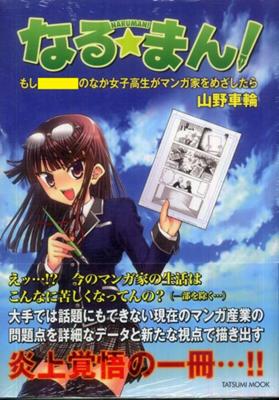 NARUMAN!
なる☆まん!
もし
のなか女子高生がマンガ家をめざしたら
山野車輪
えッ…!? 今のマンガ家の生活は
こんなに苦しくなってんの?(一部を除く…)
大手では話題にもできない現在のマンガ産業の
問題点を詳細なデータと新たな視点で描き出す
炎上覚悟の一冊…!!
TATSUMI MOOK